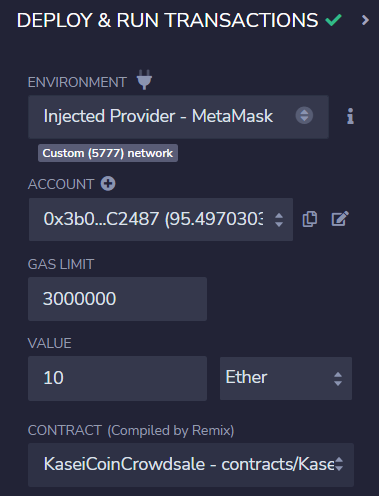 DEPLOY & RUN TRANSACTIONS
ENVIRONMENT
Injected Provider - MetaMask
Custom (5777) network
ACCOUNT
0x3b0...C2487 (95.4970303
GAS LIMIT
3000000
VALUE
10
Ether
CONTRACT (Compiled by Remix)
KaseiCoinCrowdsale - contracts/Kase